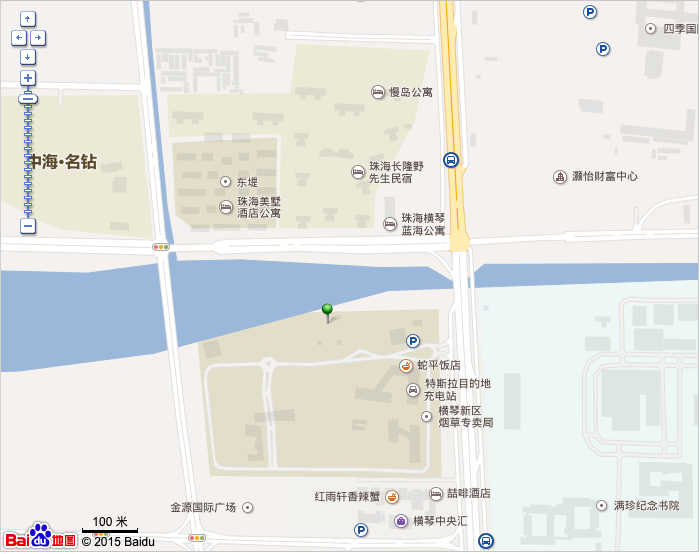 四季国
慢岛公寓
中海·名钻
珠海长隆野
先生民宿
灏怡财富中心
东堤
珠海美墅
酒店公寓
珠海横琴
蓝海公寓
蛇平饭店
特斯拉目的地
充电站
横琴新区
烟草专卖局
红雨轩香辣蟹
喆啡酒店
金源国际广场
横琴中央汇
满珍纪念书院
100 米
Bai du 地图
© 2015 Baidu
P
P
P
P